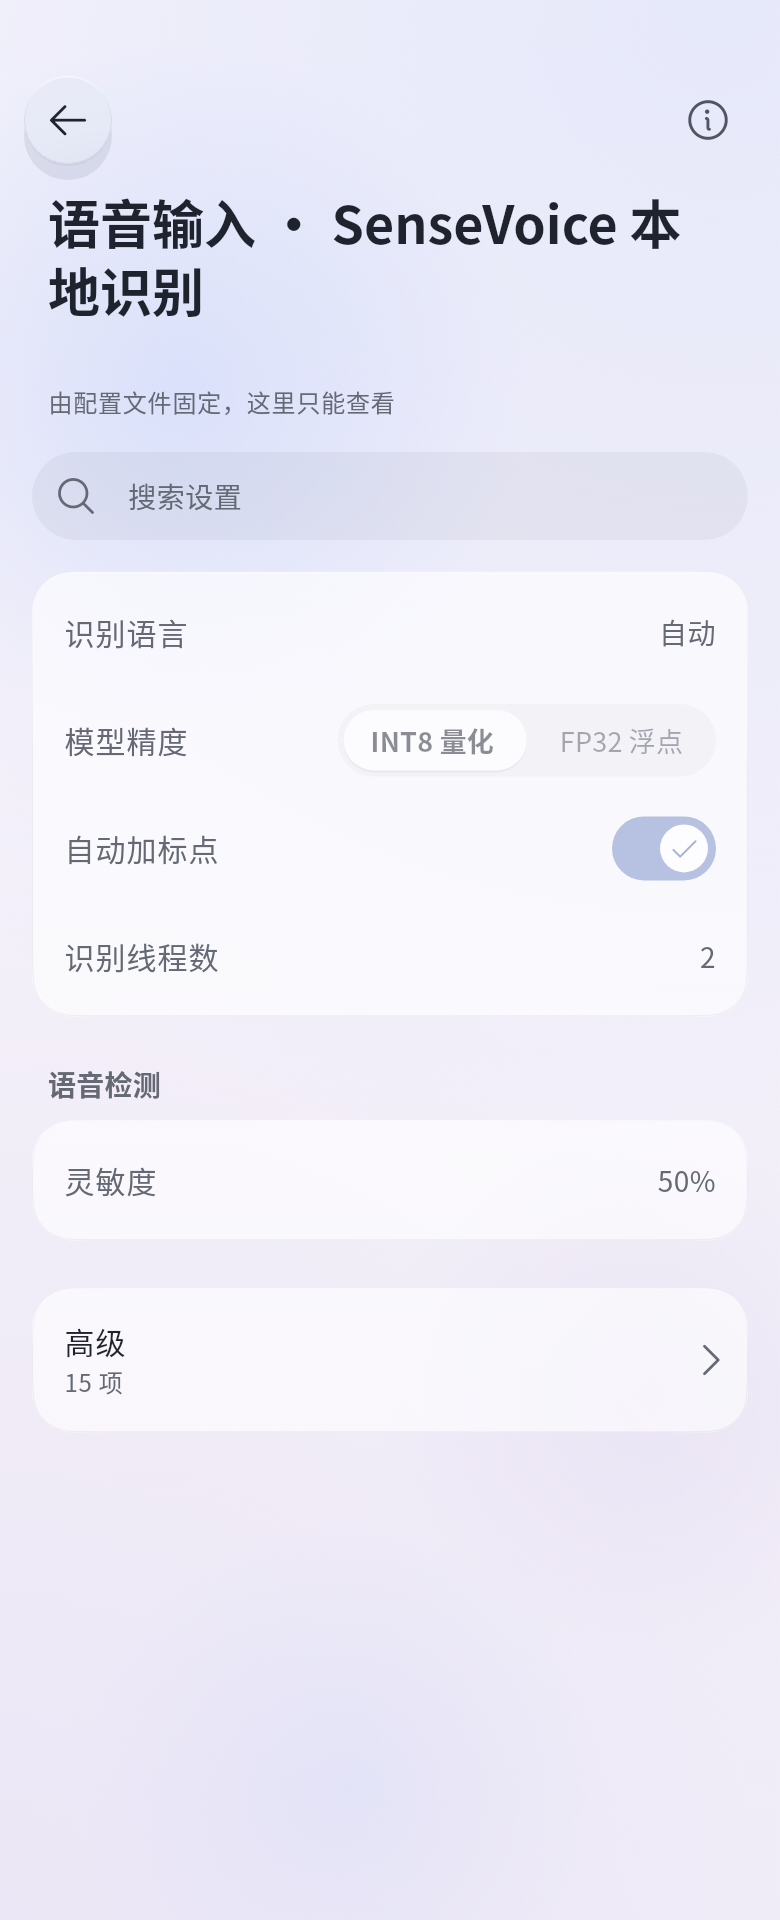 语音输入 · SenseVoice 本
地识别
由配置文件固定，这里只能查看
搜索设置
识别语言 自动
模型精度 INT8 量化 FP32 浮点
自动加标点
识别线程数 2
语音检测
灵敏度 50%
高级
15 项